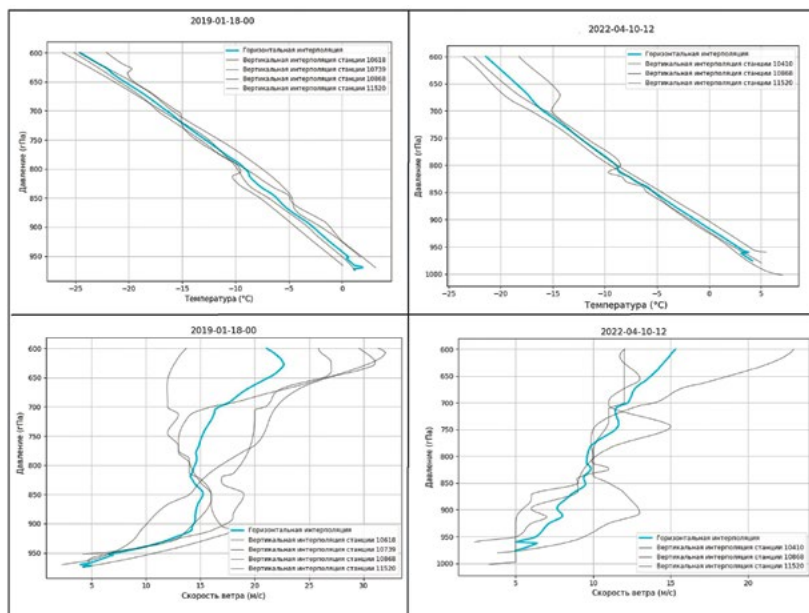 2019-01-18-00
600
650
700
750
800
850
900
950
Давление (гПа)
−25
−20
−15
−10
−5
0
Температура (°C)
Горизонтальная интерполяция
Вертикальная интерполяция станции 10618
Вертикальная интерполяция станции 10739
Вертикальная интерполяция станции 10868
Вертикальная интерполяция станции 11520
2022-04-10-12
600
650
700
750
800
850
900
950
1000
Давление (гПа)
−25
−20
−15
−10
−5
0
5
Температура (°C)
Горизонтальная интерполяция
Вертикальная интерполяция станции 10410
Вертикальная интерполяция станции 10868
Вертикальная интерполяция станции 11520
2019-01-18-00
600
650
700
750
800
850
900
950
Давление (гПа)
5
10
15
20
25
30
Скорость ветра (м/с)
Горизонтальная интерполяция
Вертикальная интерполяция станции 10618
Вертикальная интерполяция станции 10739
Вертикальная интерполяция станции 10868
Вертикальная интерполяция станции 11520
2022-04-10-12
600
650
700
750
800
850
900
950
1000
Давление (гПа)
5
10
15
20
Скорость ветра (м/с)
Горизонтальная интерполяция
Вертикальная интерполяция станции 10410
Вертикальная интерполяция станции 10868
Вертикальная интерполяция станции 11520